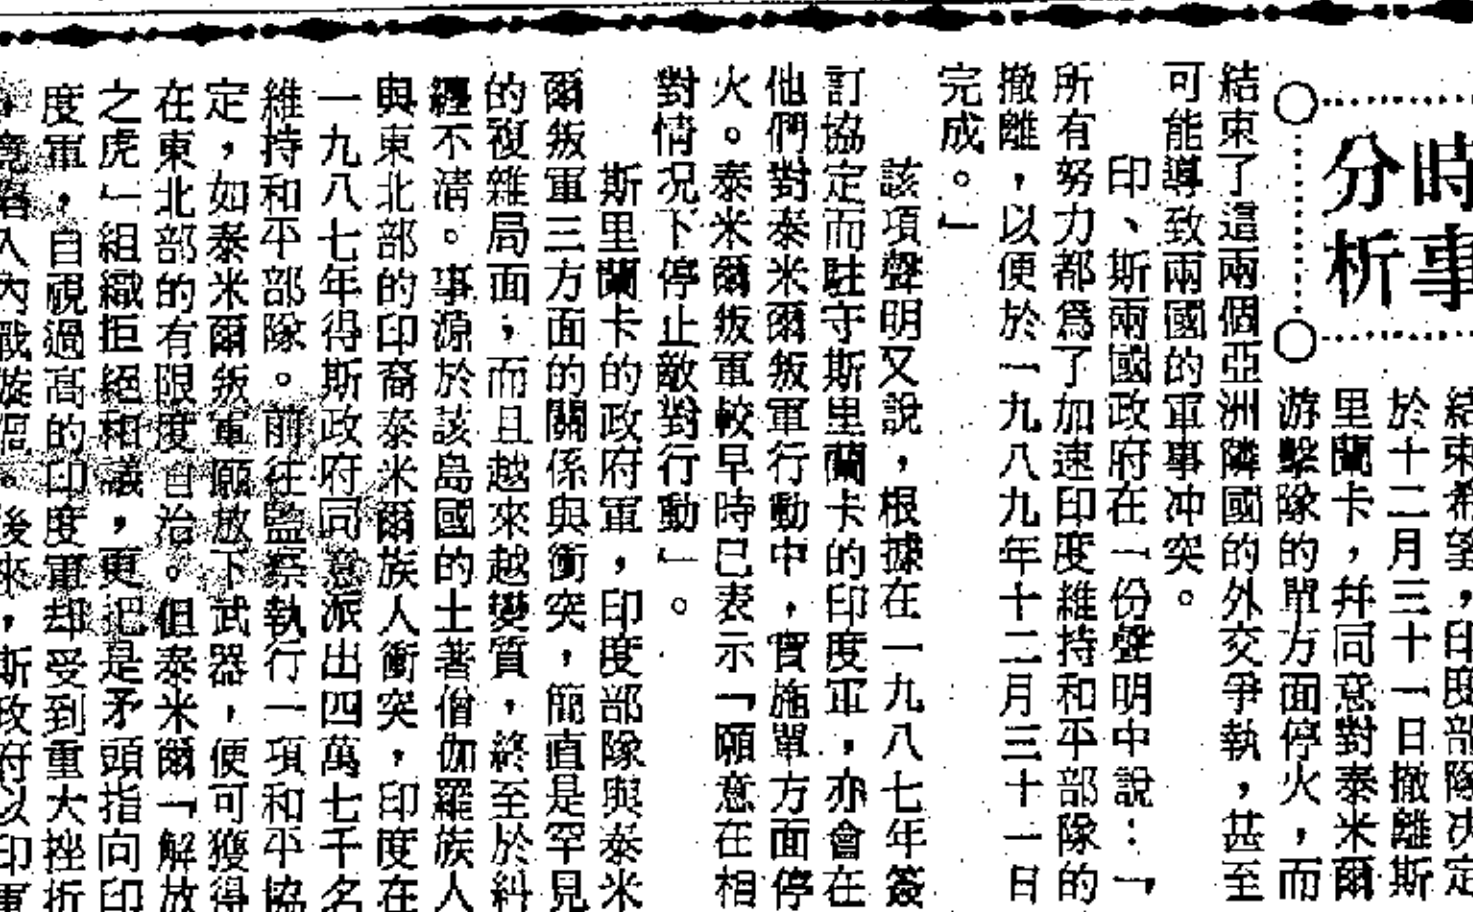 時事
分析
結束希望，印度部隊决定
於十二月三十一日撤離斯
里蘭卡，幷同意對泰米爾
游擊隊的單方面停火，而
結束了這兩個亞洲隣國的外交爭執，甚至
可能導致兩國的軍事冲突。
印、斯兩國政府在一份聲明中說：「
所有努力都爲了加速印度維持和平部隊的
撤離，以便於一九八九年十二月三十一日
完成。」
該項聲明又說，根據在一九八七年簽
訂協定而駐守斯里蘭卡的印度軍，亦會在
他們對泰米爾叛軍行動中，實施單方面停
火。泰米爾叛軍較早時已表示「願意在相
對情況下停止敵對行動」。
斯里蘭卡的政府軍，印度部隊與泰米
爾叛軍三方面的關係與衝突，簡直是罕見
的複雜局面，而且越來越變質，終至於糾
纏不清。事源於該島國的土著僧伽羅族人
與東北部的印裔泰米爾族人衝突，印度在
一九八七年得斯政府同意派出四萬七千名
維持和平部隊。前往監察執行一項和平協
定，如泰米爾叛軍願放下武器，便可獲得
在東北部的有限度自治。但泰米爾「解放
之虎」組織拒絕和議，更把是矛頭指向印
度軍，自視過高的印度軍却受到重大挫折
入內戰漩渦。後來，斯政府以印軍